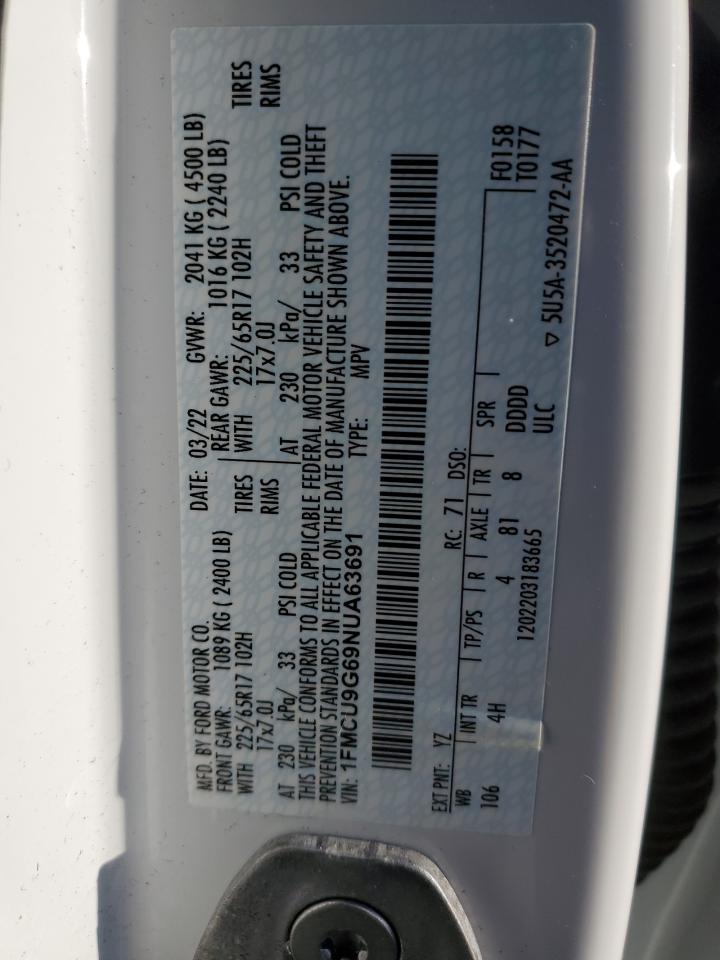 MFD. BY FORD MOTOR CO.
DATE: 03/22 GVWR: 2041 KG ( 4500 LB)
FRONT GAWR: 1089 KG ( 2400 LB) REAR GAWR: 1016 KG ( 2240 LB)
WITH 225/65R17 102H TIRES WITH 225/65R17 102H TIRES
17x7.0J RIMS 17x7.0J RIMS
AT 230 kPa/ 33 PSI COLD AT 230 kPa/ 33 PSI COLD
THIS VEHICLE CONFORMS TO ALL APPLICABLE FEDERAL MOTOR VEHICLE SAFETY AND THEFT
PREVENTION STANDARDS IN EFFECT ON THE DATE OF MANUFACTURE SHOWN ABOVE.
VIN: 1FMCU9G69NUA63691 TYPE: MPV
EXT PNT: YZ RC: 71 DSO:
WB INT TR TP/PS R AXLE TR SPR F0158
106 4H 4 81 8 DDDD T0177
ULC
1202203183665 ▽ 5U5A-3520472-AA